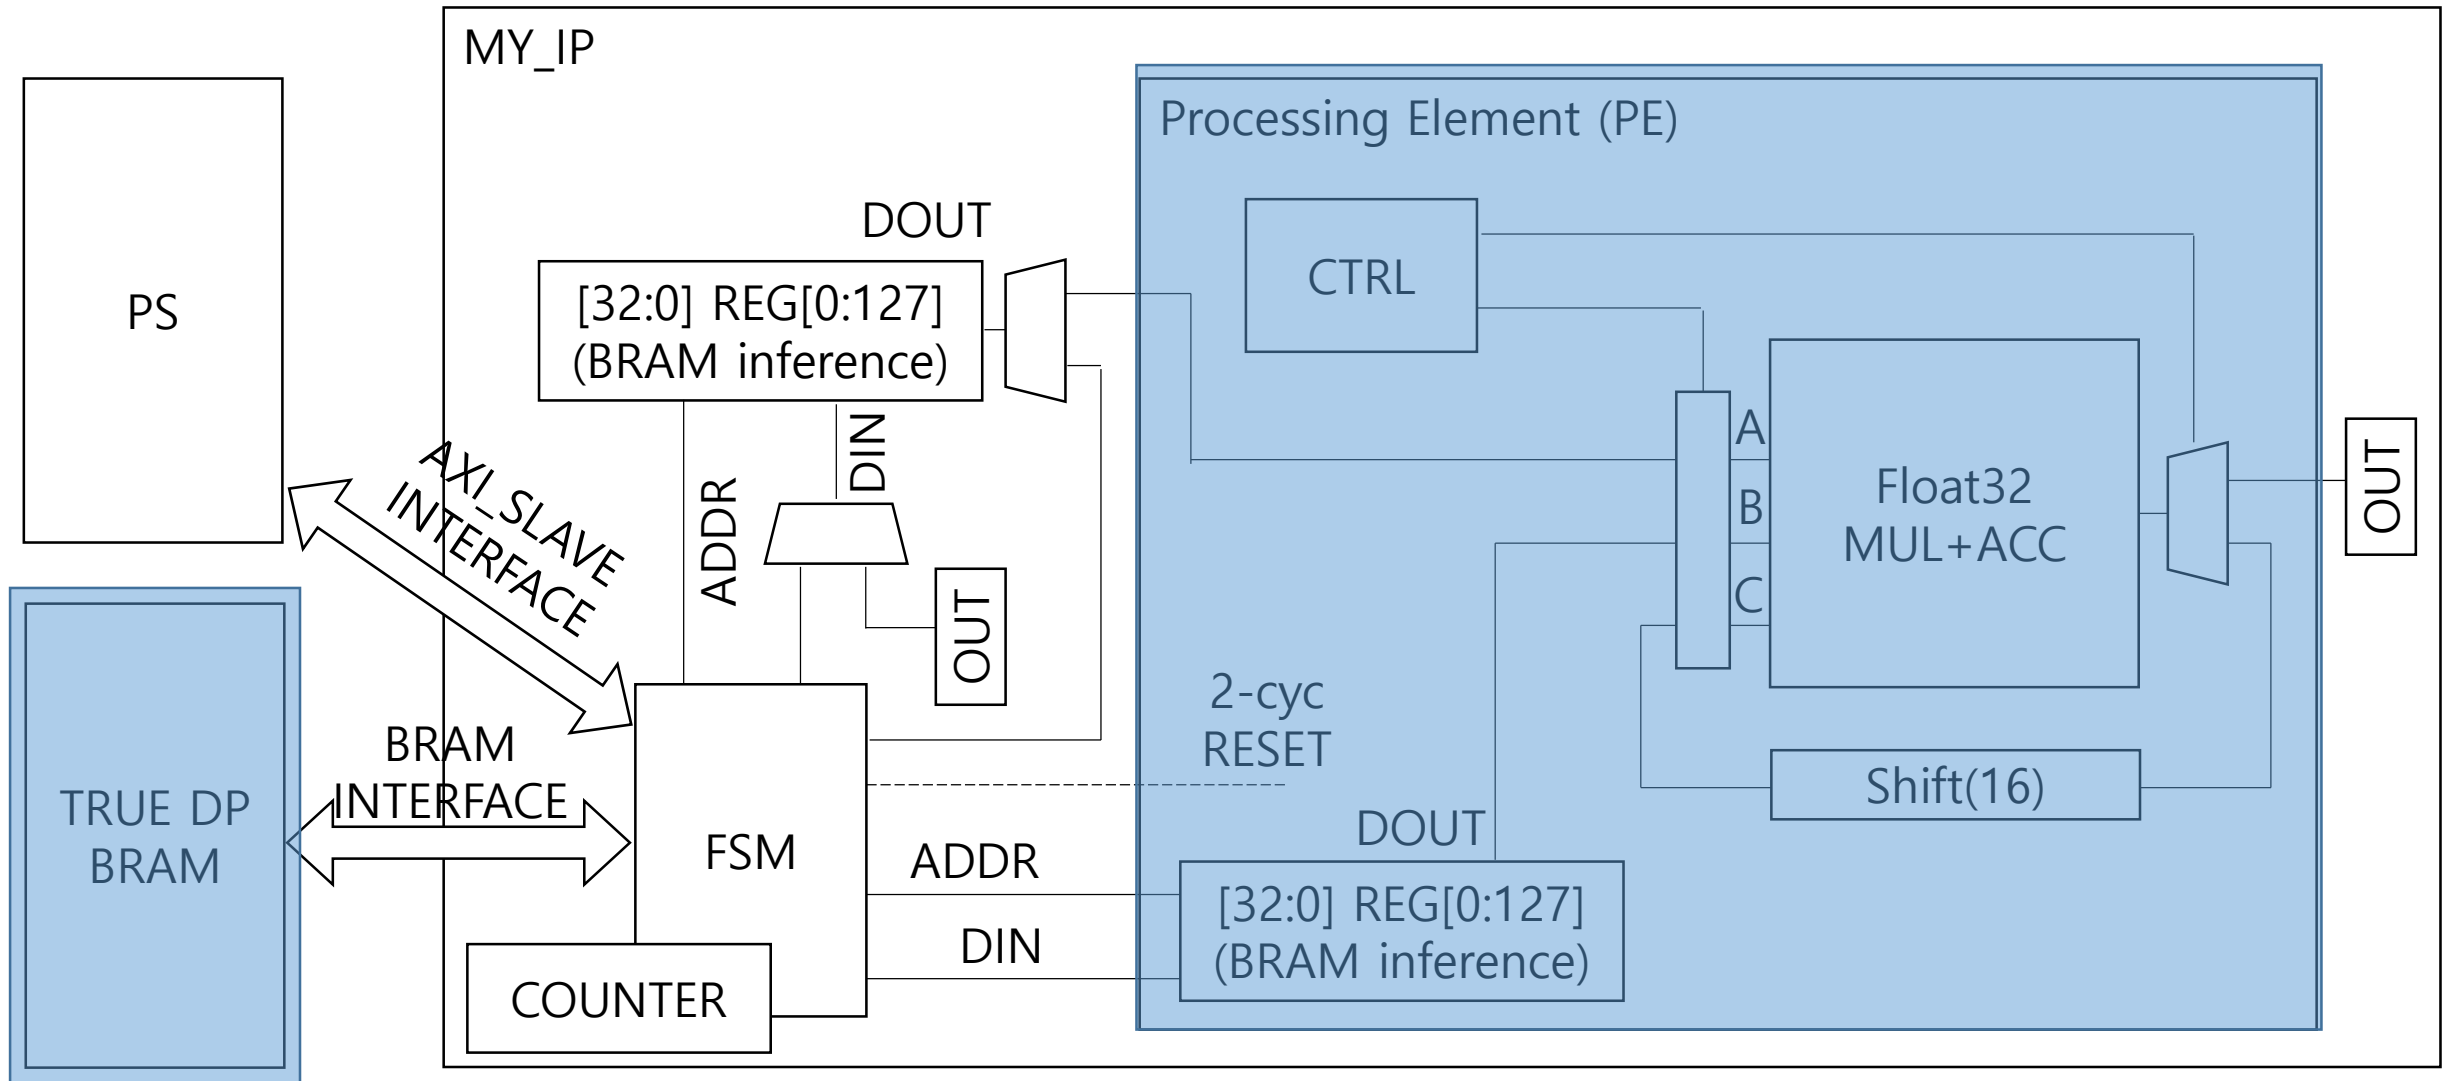 MY_IP
Processing Element (PE)
PS
DOUT
[32:0] REG[0:127]
(BRAM inference)
CTRL
AXI_SLAVE
INTERFACE
ADDR
DIN
OUT
A
B
C
Float32
MUL+ACC
OUT
2-cyc
RESET
Shift(16)
BRAM
INTERFACE
TRUE DP
BRAM
FSM
ADDR
DIN
DOUT
[32:0] REG[0:127]
(BRAM inference)
COUNTER